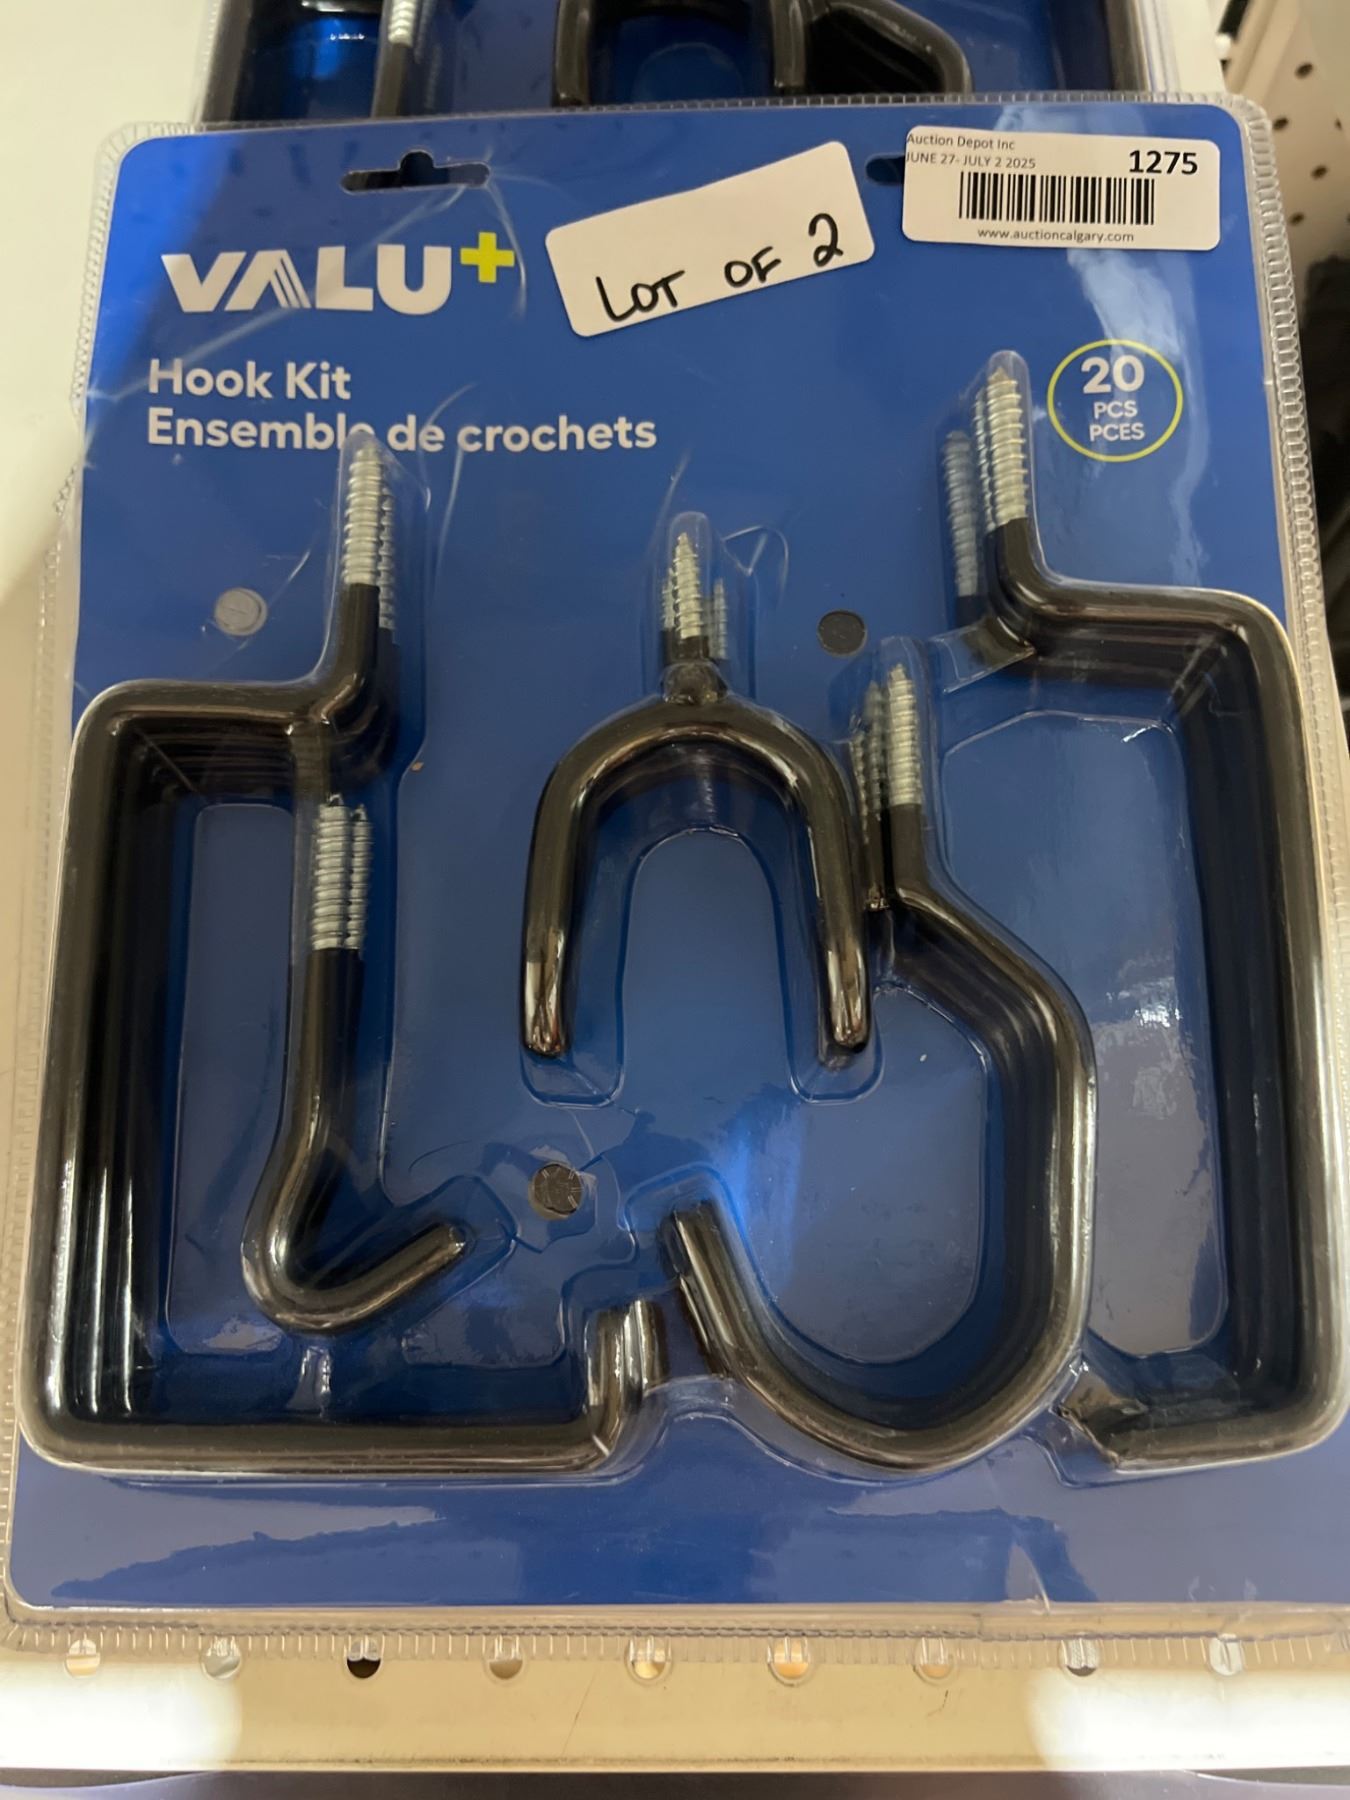 Auction Depot Inc
JUNE 27- JULY 2 2025
1275
www.auctioncalgary.com
LOT OF 2
VALU+
Hook Kit
Ensemble de crochets
20
PCS
PCES